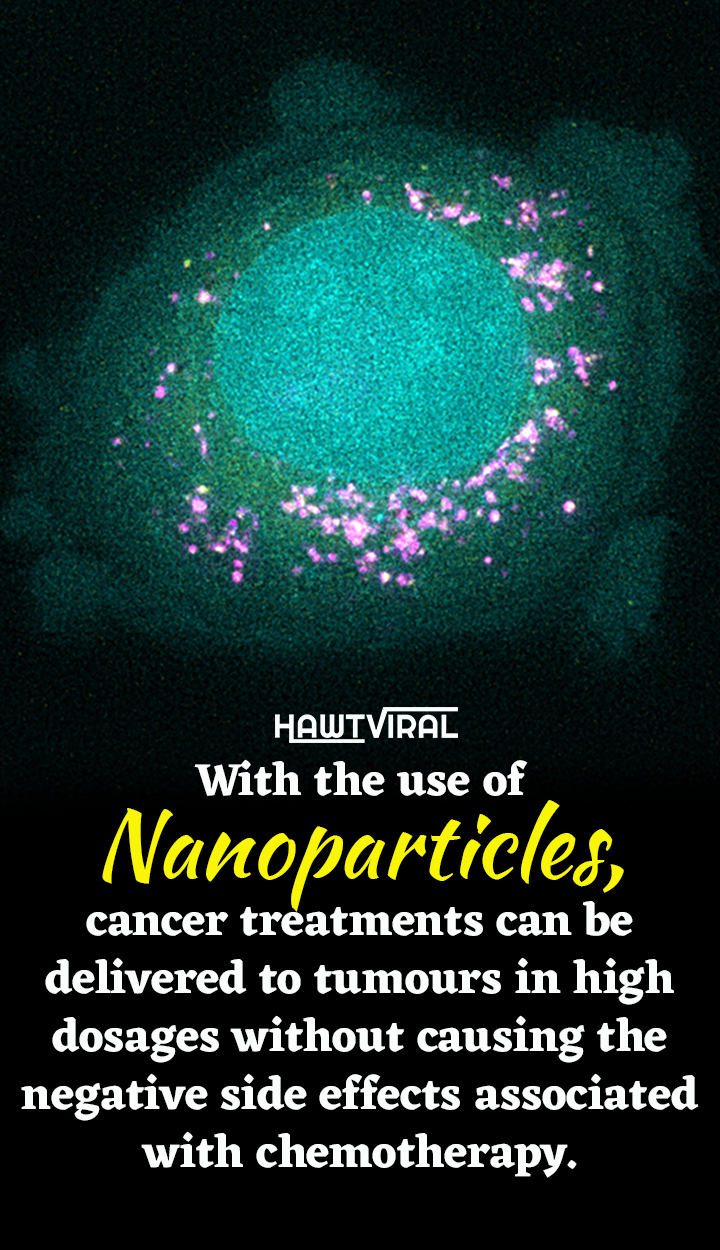 HAWTVIRAL
With the use of
Nanoparticles,
cancer treatments can be
delivered to tumours in high
dosages without causing the
negative side effects associated
with chemotherapy.